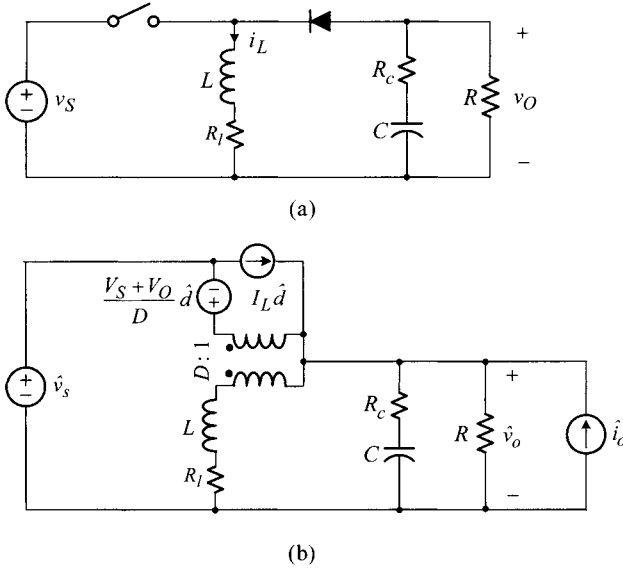 i_L
L
R_l
R_c
C
R
v_S
+
−
v_O
+
−
(a)
V_S + V_O
D
d̂
−
+
I_L d̂
D : 1
v̂_s
+
−
L
R_l
R_c
C
R
+
v̂_o
−
î_o
(b)